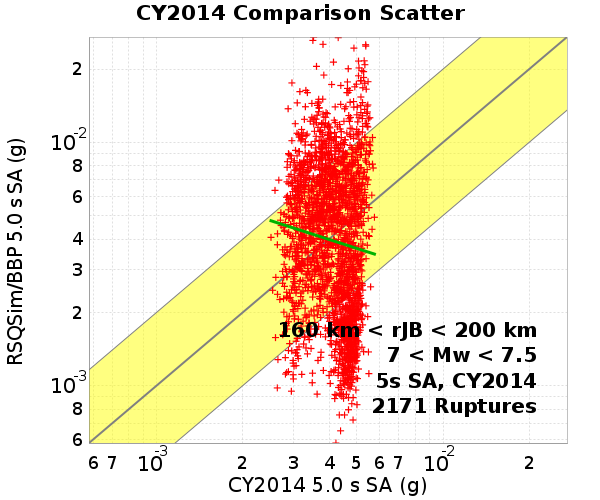 CY2014 Comparison Scatter
RSQSim/BBP 5.0 s SA (g)
2
10-2
8
6
4
3
2
10-3
8
6
160 km < rJB < 200 km
7 < Mw < 7.5
5s SA, CY2014
2171 Ruptures
6 7 10-3 2 3 4 5 6 7 10-2 2
CY2014 5.0 s SA (g)